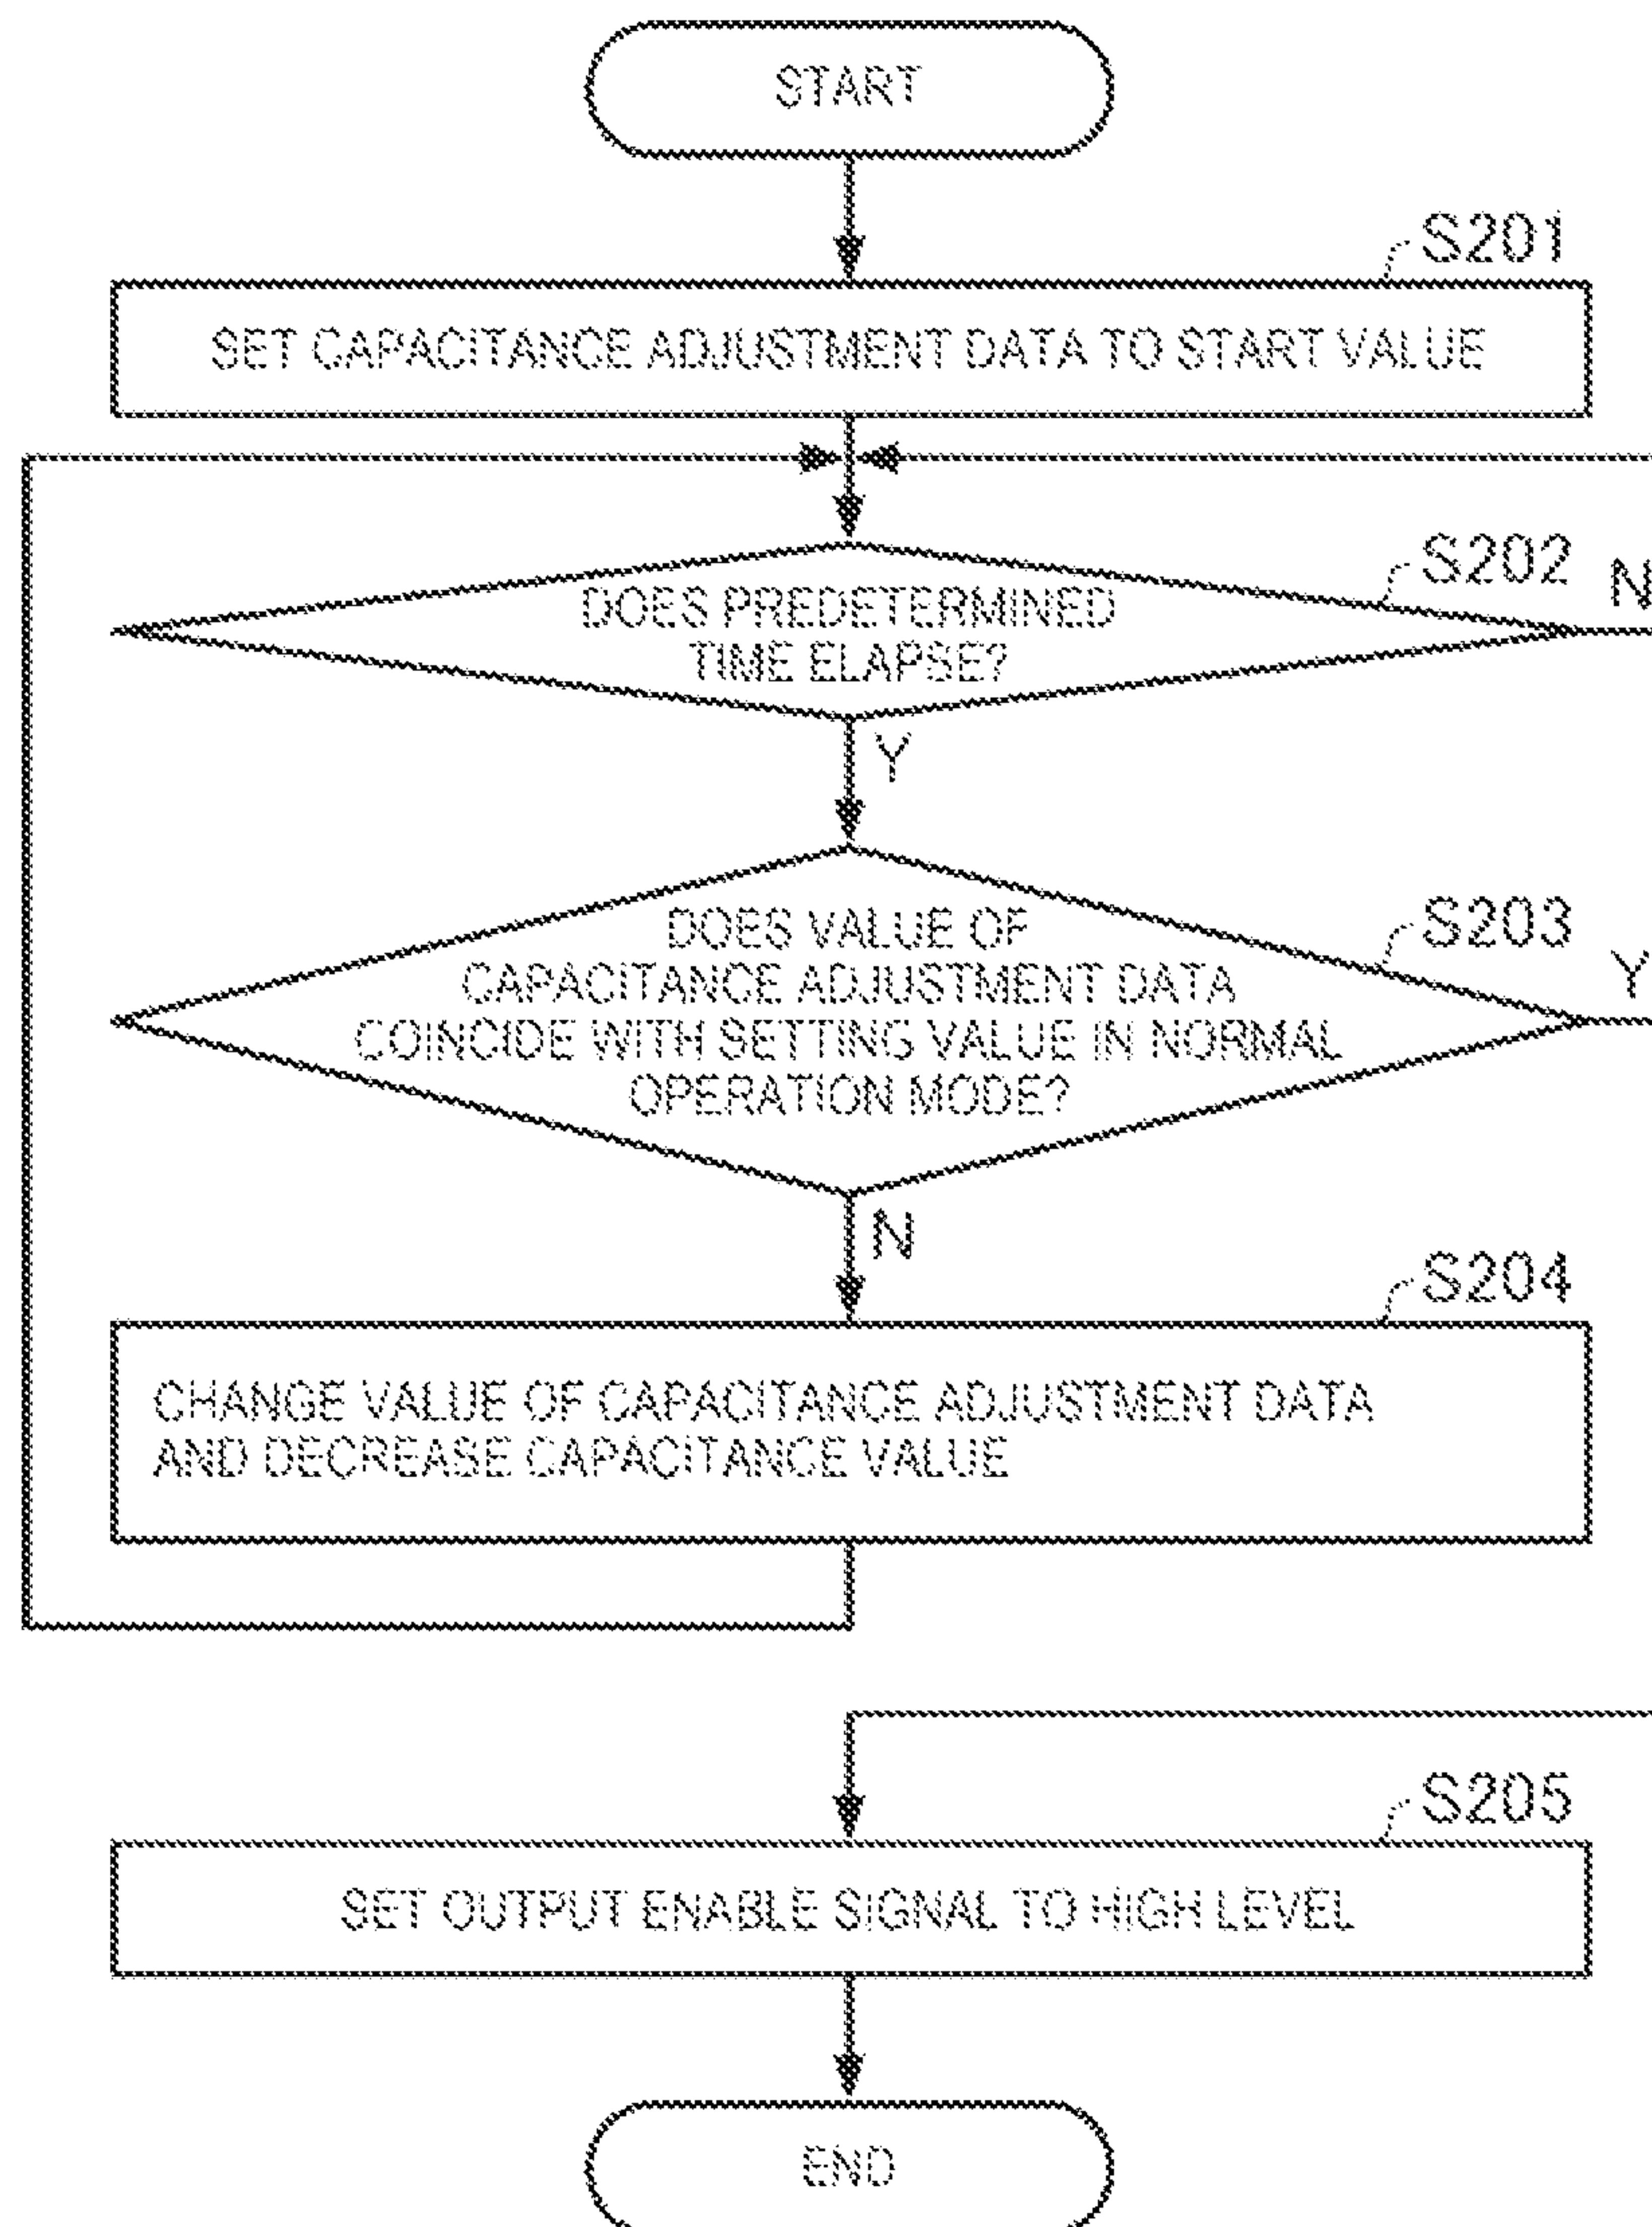 START
S201
SET CAPACITANCE ADJUSTMENT DATA TO START VALUE
S202
N
DOES PREDETERMINED
TIME ELAPSE?
Y
S203
Y
DOES VALUE OF
CAPACITANCE ADJUSTMENT DATA
COINCIDE WITH SETTING VALUE IN NORMAL
OPERATION MODE?
N
S204
CHANGE VALUE OF CAPACITANCE ADJUSTMENT DATA
AND DECREASE CAPACITANCE VALUE
S205
SET OUTPUT ENABLE SIGNAL TO HIGH LEVEL
END